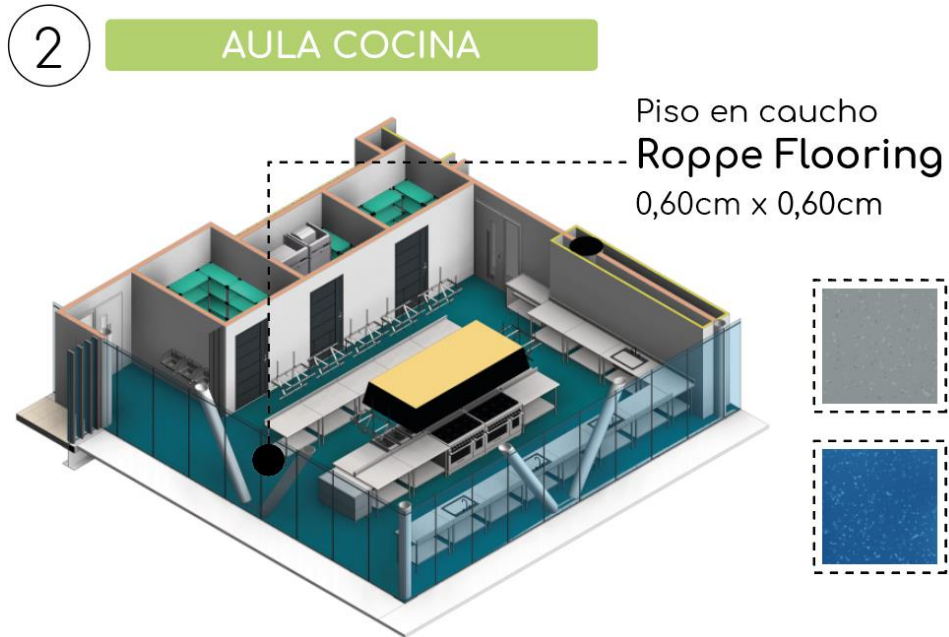 2
AULA COCINA
Piso en caucho
Roppe Flooring
0,60cm x 0,60cm